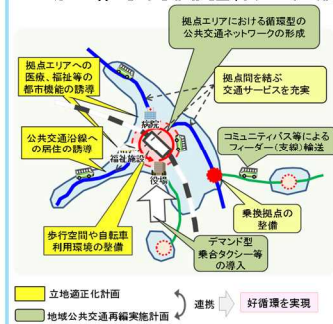 拠点エリアにおける循環型の
公共交通ネットワークの形成
拠点エリアへの
医療、福祉等の
都市機能の誘導
拠点間を結ぶ
交通サービスを充実
病院
公共交通沿線へ
の居住の誘導
福祉施設
役場
コミュニティバス等による
フィーダー(支線)輸送
乗換拠点の
整備
歩行空間や自転車
利用環境の整備
デマンド型
乗合タクシー等
の導入
立地適正化計画
地域公共交通再編実施計画
連携
好循環を実現